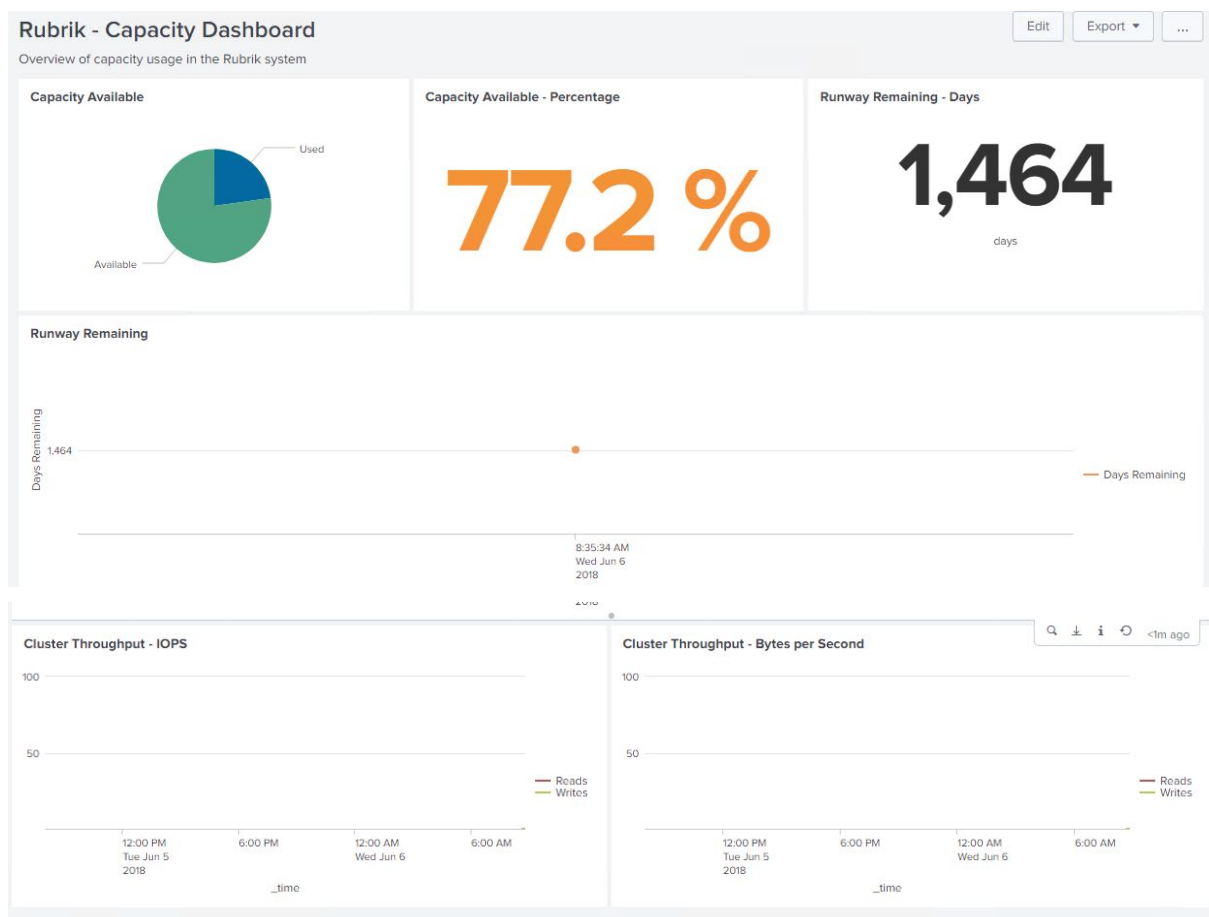 Rubrik - Capacity Dashboard
Edit
Export
...
Overview of capacity usage in the Rubrik system
Capacity Available
Used
Available
Capacity Available - Percentage
77.2 %
Runway Remaining - Days
1,464
days
Runway Remaining
Days Remaining
1,464
Days Remaining
8:35:34 AM
Wed Jun 6
2018
2018
Cluster Throughput - IOPS
100
50
Reads
Writes
12:00 PM
Tue Jun 5
2018
6:00 PM
12:00 AM
Wed Jun 6
6:00 AM
_time
Cluster Throughput - Bytes per Second
<1m ago
100
50
Reads
Writes
12:00 PM
Tue Jun 5
2018
6:00 PM
12:00 AM
Wed Jun 6
6:00 AM
_time